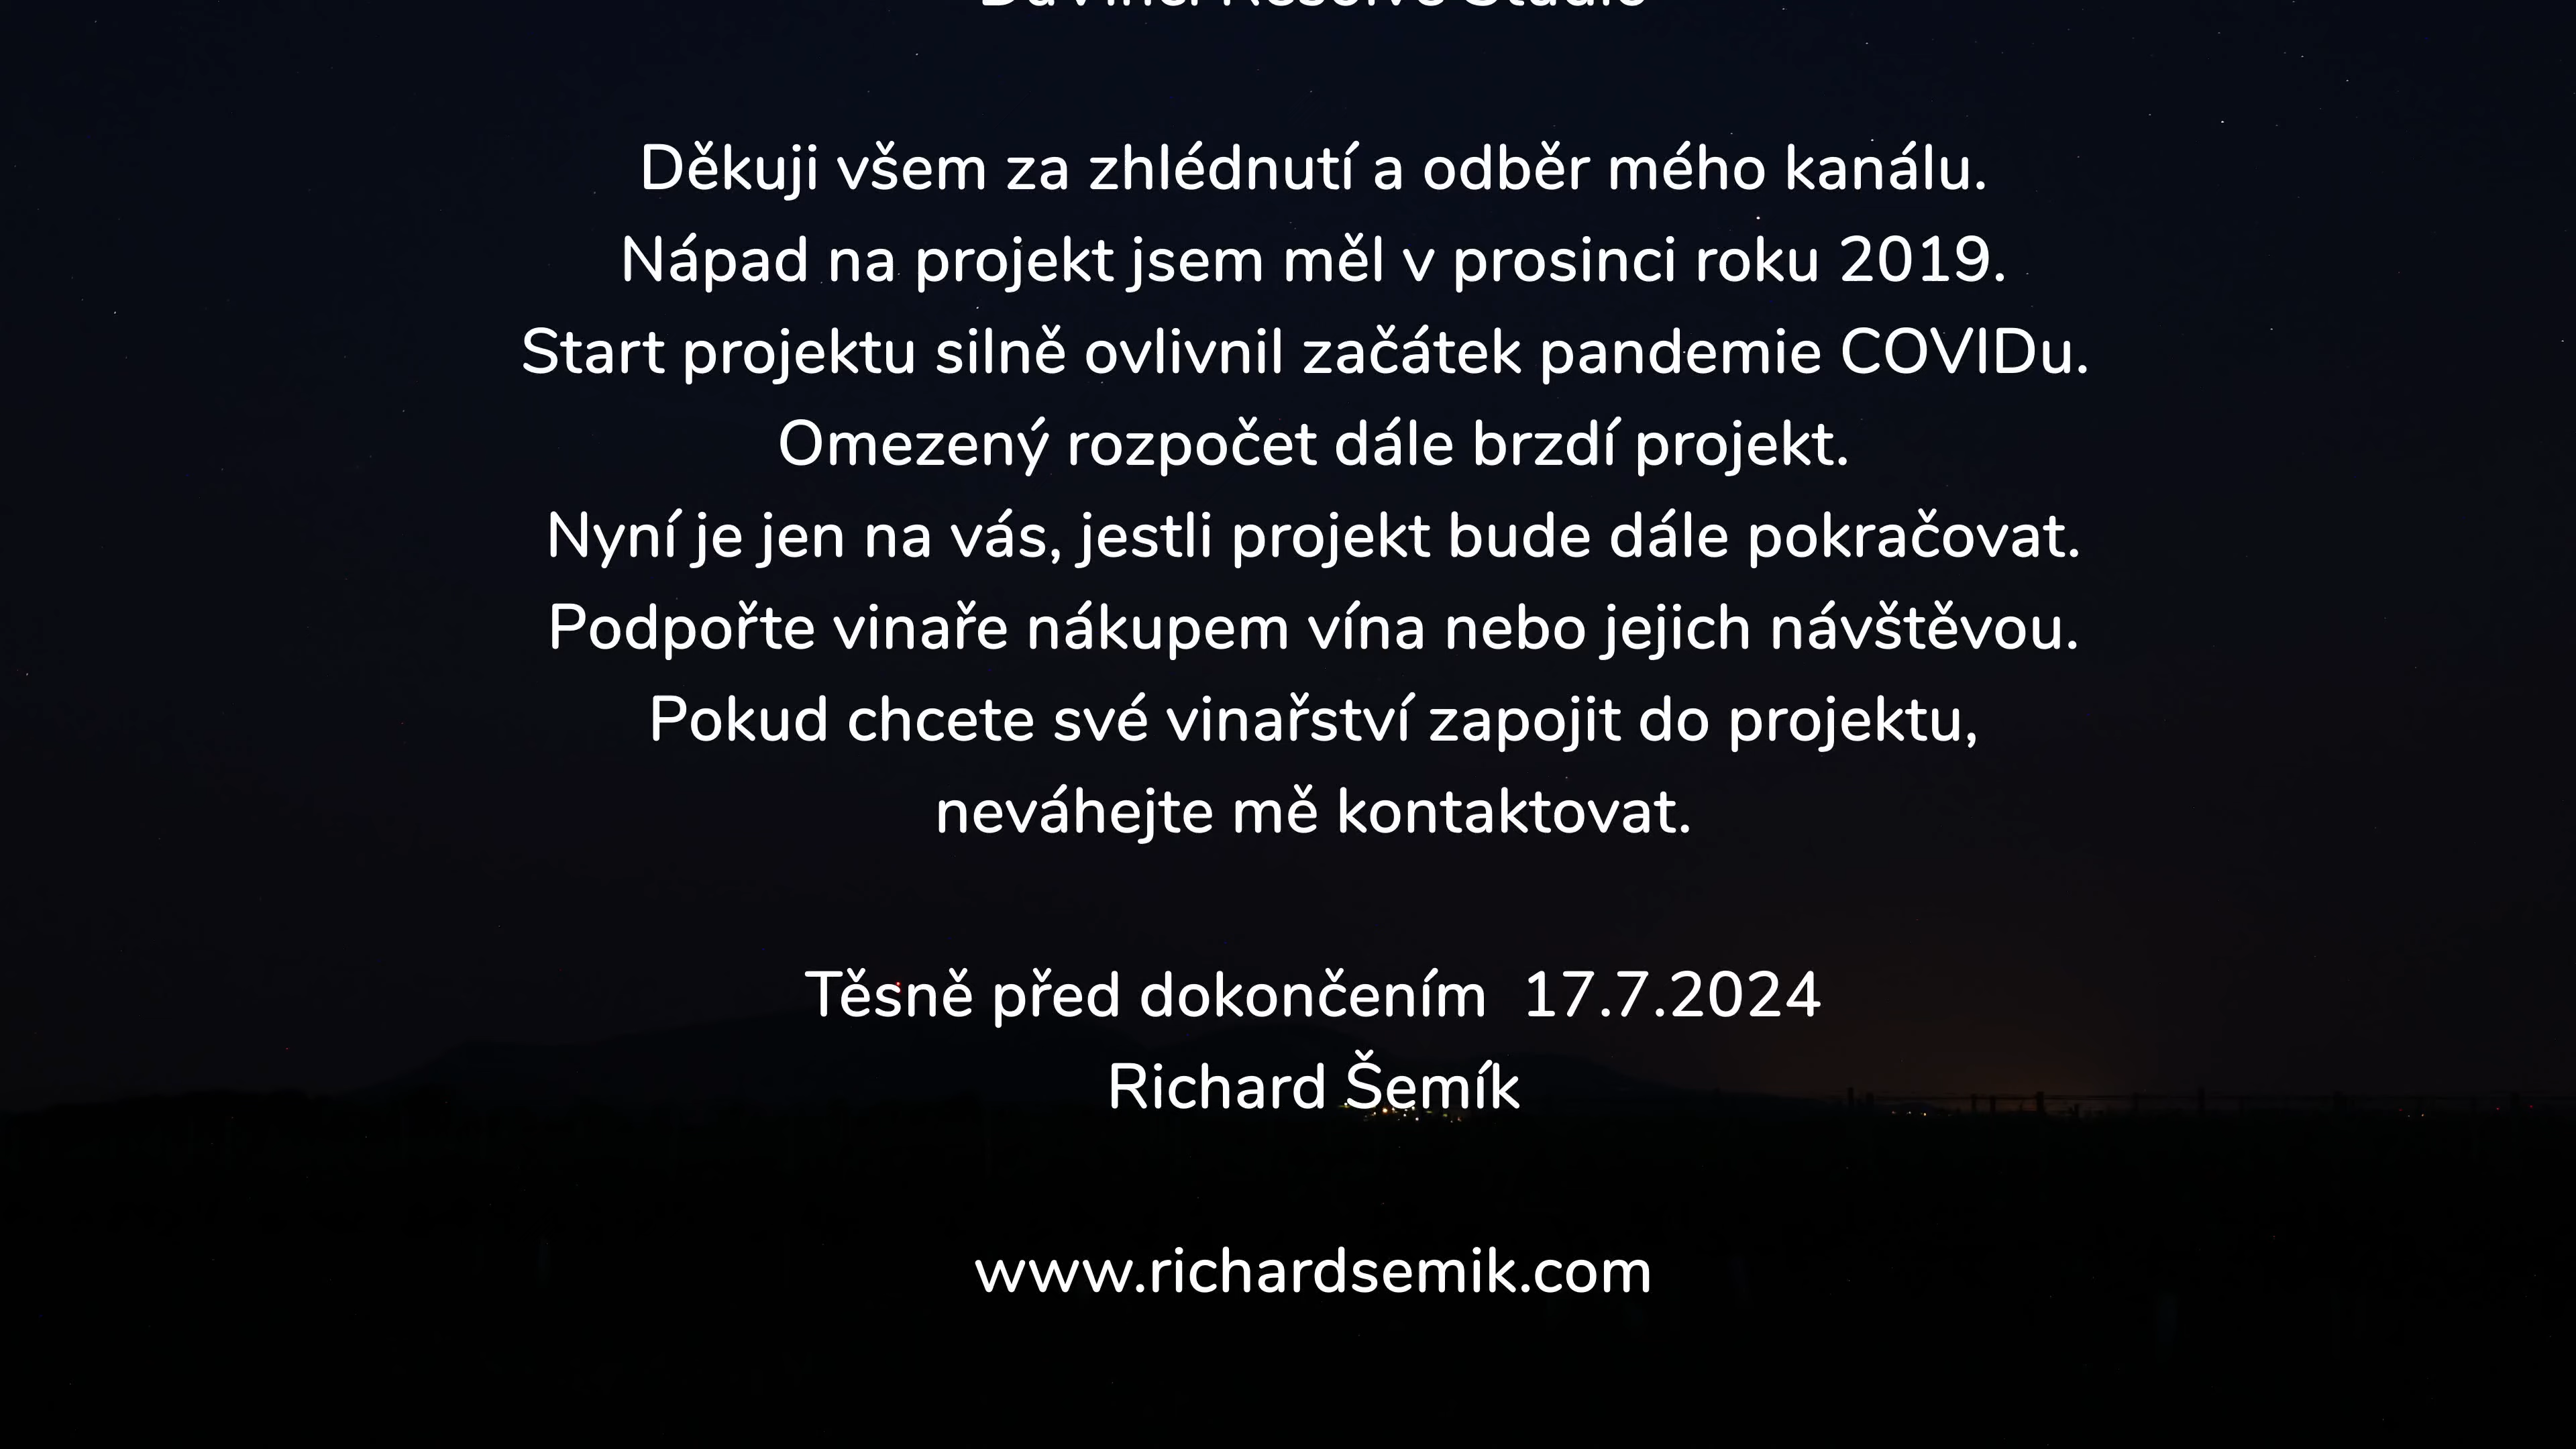 DaVinci Resolve Studio
Děkuji všem za zhlédnutí a odběr mého kanálu.
Nápad na projekt jsem měl v prosinci roku 2019.
Start projektu silně ovlivnil začátek pandemie COVIDu.
Omezený rozpočet dále brzdí projekt.
Nyní je jen na vás, jestli projekt bude dále pokračovat.
Podpořte vinaře nákupem vína nebo jejich návštěvou.
Pokud chcete své vinařství zapojit do projektu,
neváhejte mě kontaktovat.
Těsně před dokončením  17.7.2024
Richard Šemík
www.richardsemik.com